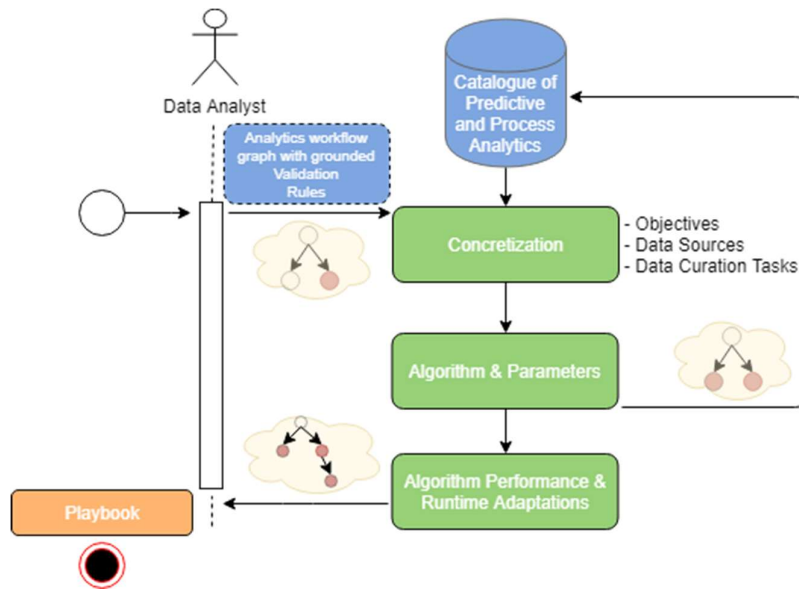 Data Analyst
Catalogue of
Predictive
and Process
Analytics
Analytics workflow
graph with grounded
Validation
Rules
Concretization
- Objectives
- Data Sources
- Data Curation Tasks
Algorithm & Parameters
Algorithm Performance &
Runtime Adaptations
Playbook